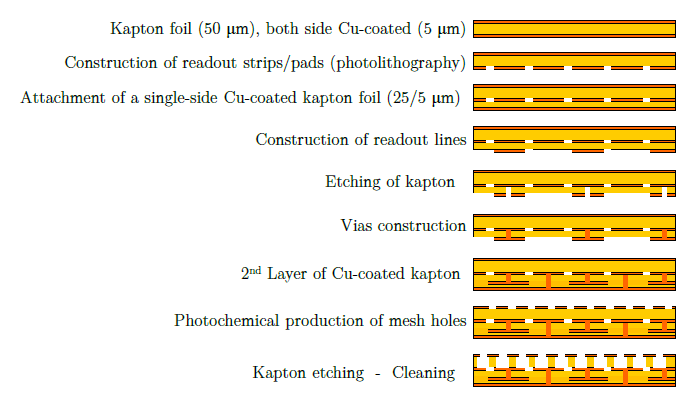 Kapton foil (50 μm), both side Cu-coated (5 μm)
Construction of readout strips/pads (photolithography)
Attachment of a single-side Cu-coated kapton foil (25/5 μm)
Construction of readout lines
Etching of kapton
Vias construction
2nd Layer of Cu-coated kapton
Photochemical production of mesh holes
Kapton etching - Cleaning